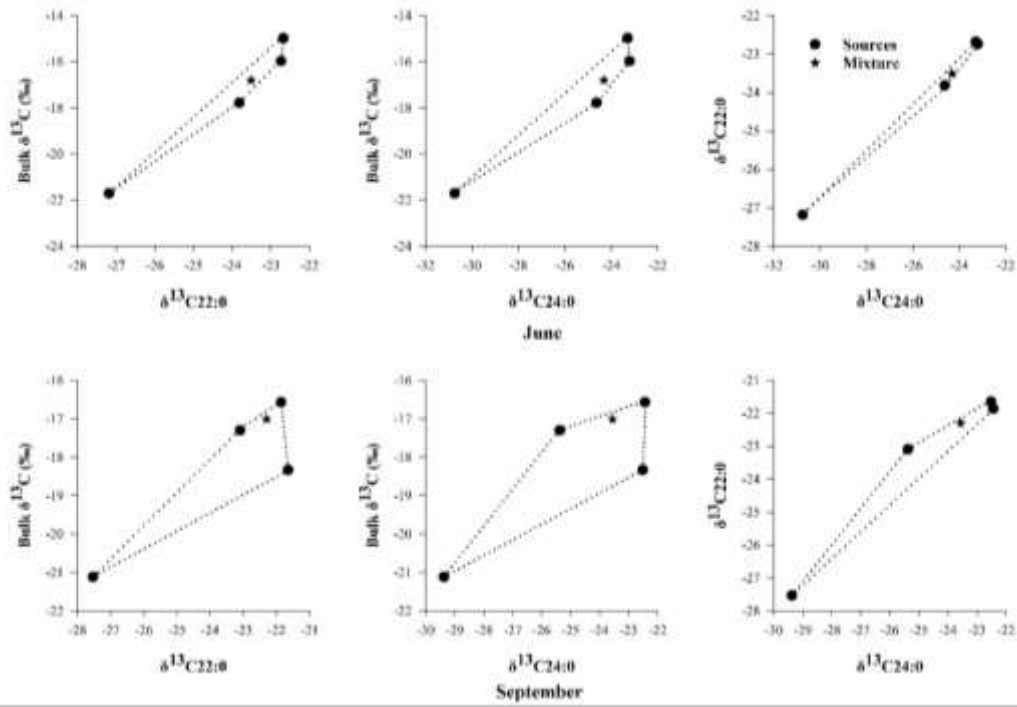 -14
-16
-18
-20
-22
-24
Bulk δ13C (‰)
-28 -27 -26 -25 -24 -23 -22
δ13C22:0
-14
-16
-18
-20
-22
-24
Bulk δ13C (‰)
-32 -30 -28 -26 -24 -22
δ13C24:0
-22
-23
-24
-25
-26
-27
-28
δ13C22:0
Sources
Mixture
-32 -30 -28 -26 -24 -22
δ13C24:0
June
-16
-17
-18
-19
-20
-21
-22
Bulk δ13C (‰)
-28 -27 -26 -25 -24 -23 -22 -21
δ13C22:0
-16
-17
-18
-19
-20
-21
-22
Bulk δ13C (‰)
-30 -29 -28 -27 -26 -25 -24 -23 -22
δ13C24:0
-21
-22
-23
-24
-25
-26
-27
-28
δ13C22:0
-30 -29 -28 -27 -26 -25 -24 -23 -22
δ13C24:0
September